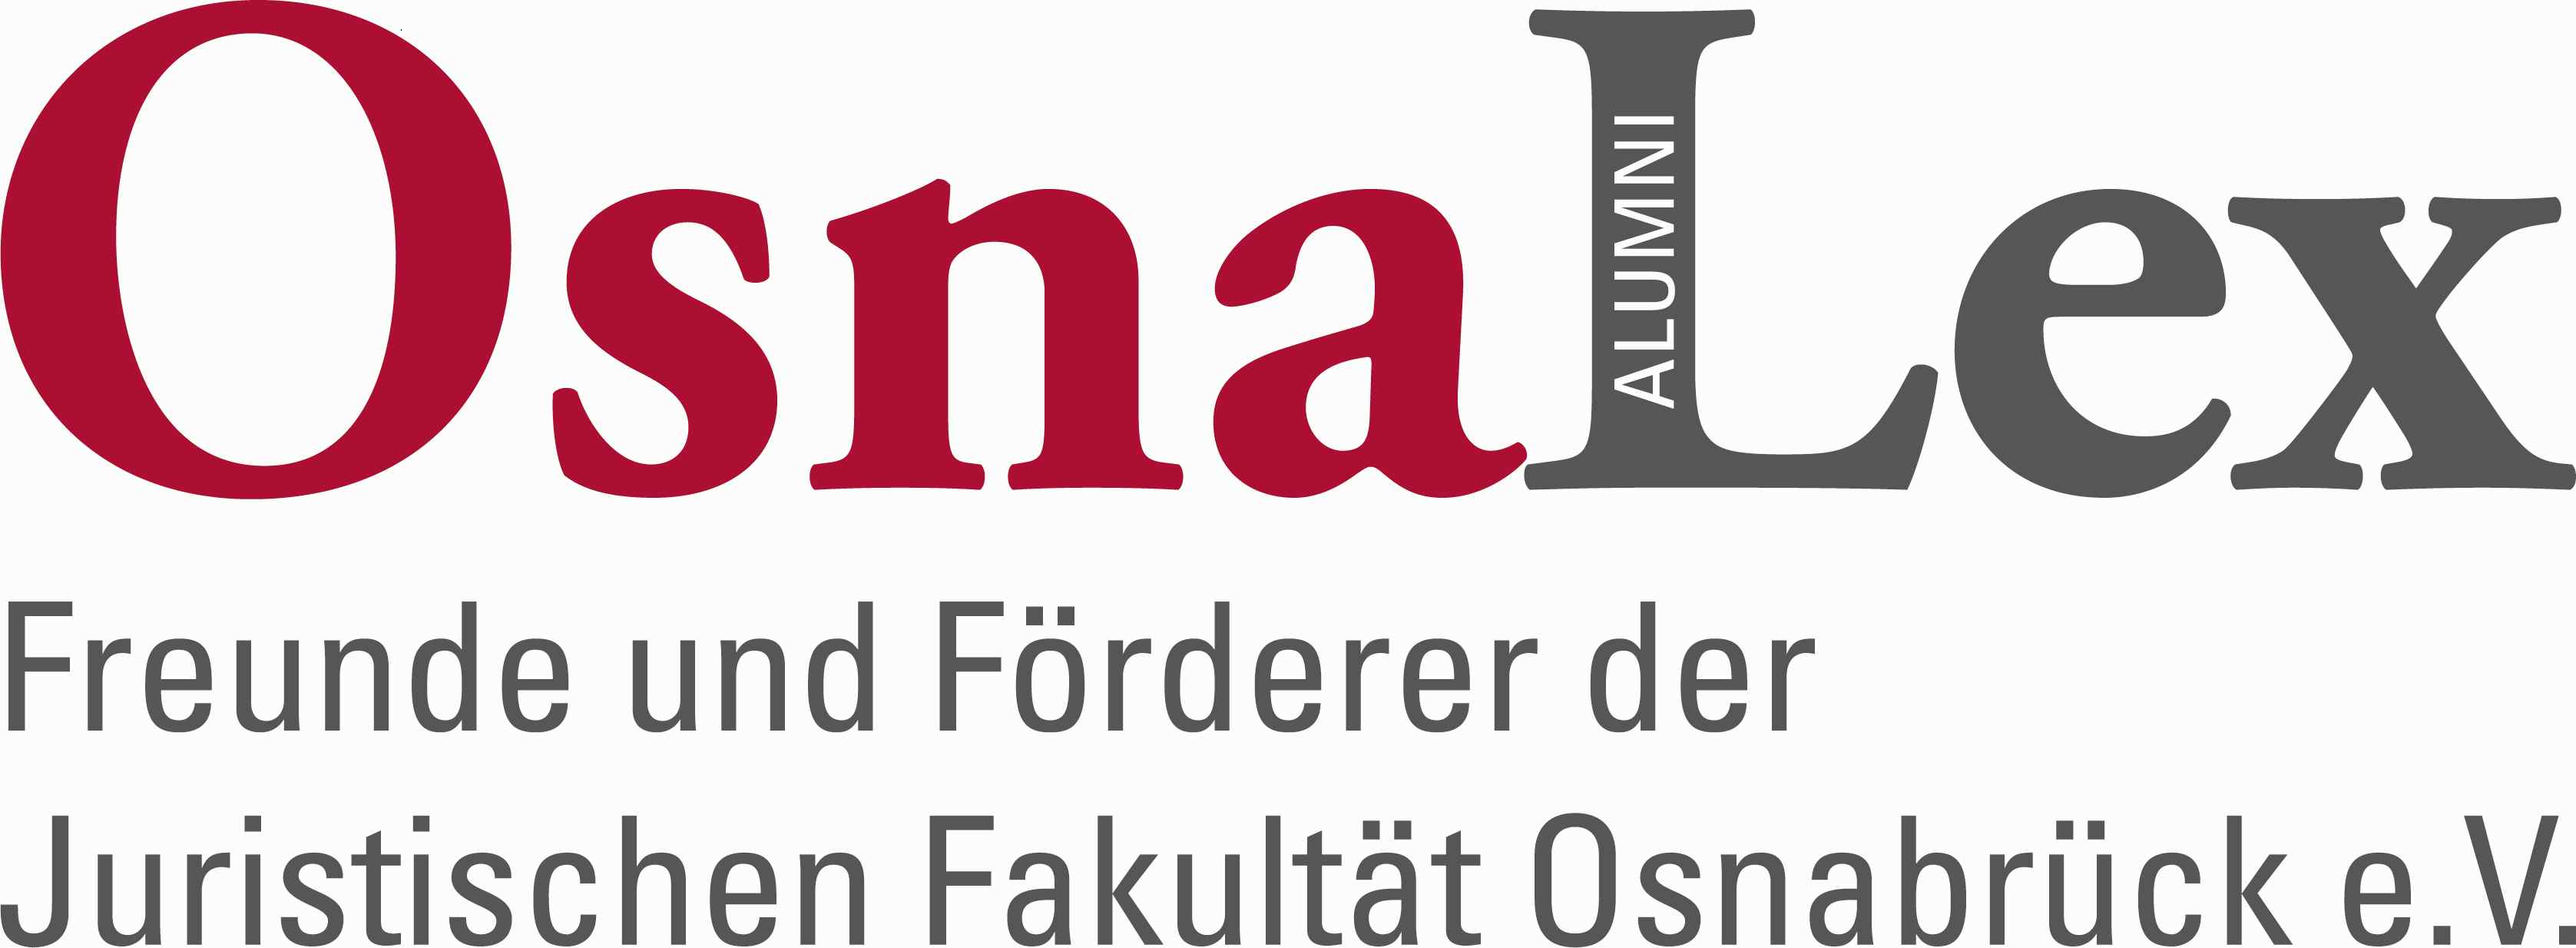 OsnaLex
ALUMNI
Freunde und Förderer der
Juristischen Fakultät Osnabrück e.V.